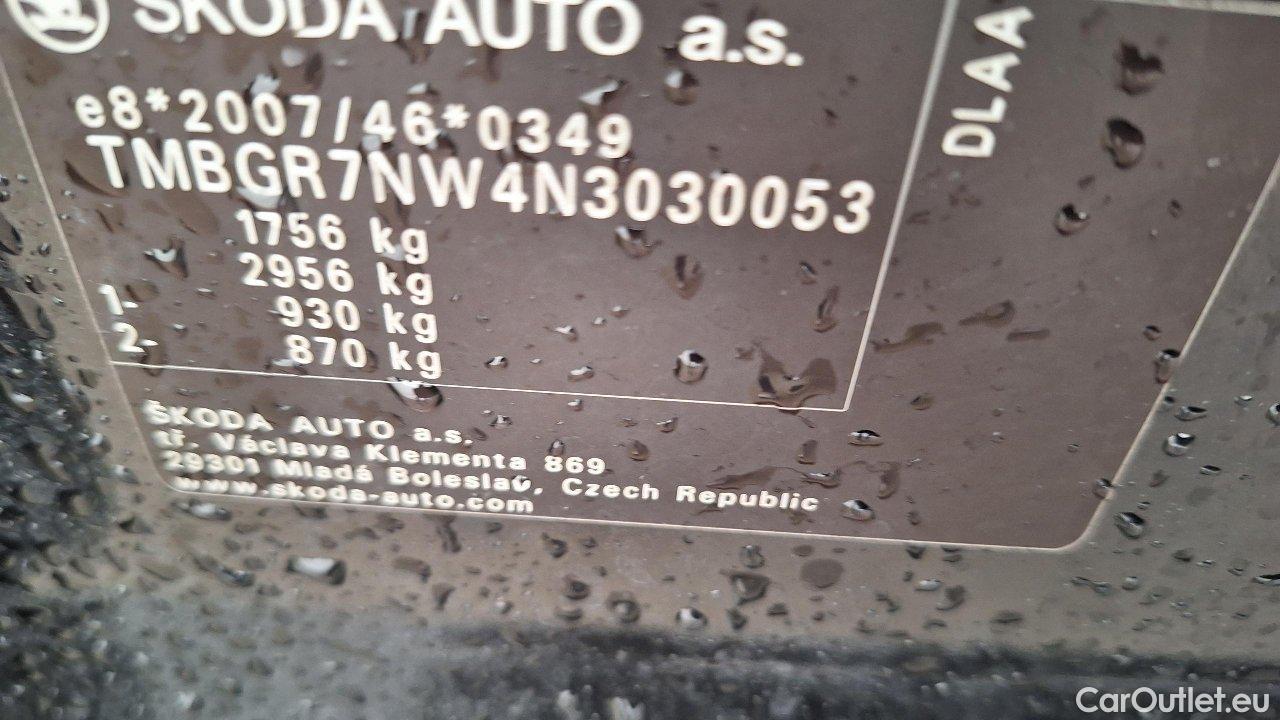 ŠKODA AUTO a.s.
e8*2007/46*0349
TMBGR7NW4N3030053
1756 kg
2956 kg
1- 930 kg
2- 870 kg
DLAA
ŠKODA AUTO a.s.
tř. Václava Klementa 869
29301 Mladá Boleslav, Czech Republic
www.skoda-auto.com
CarOutlet.eu